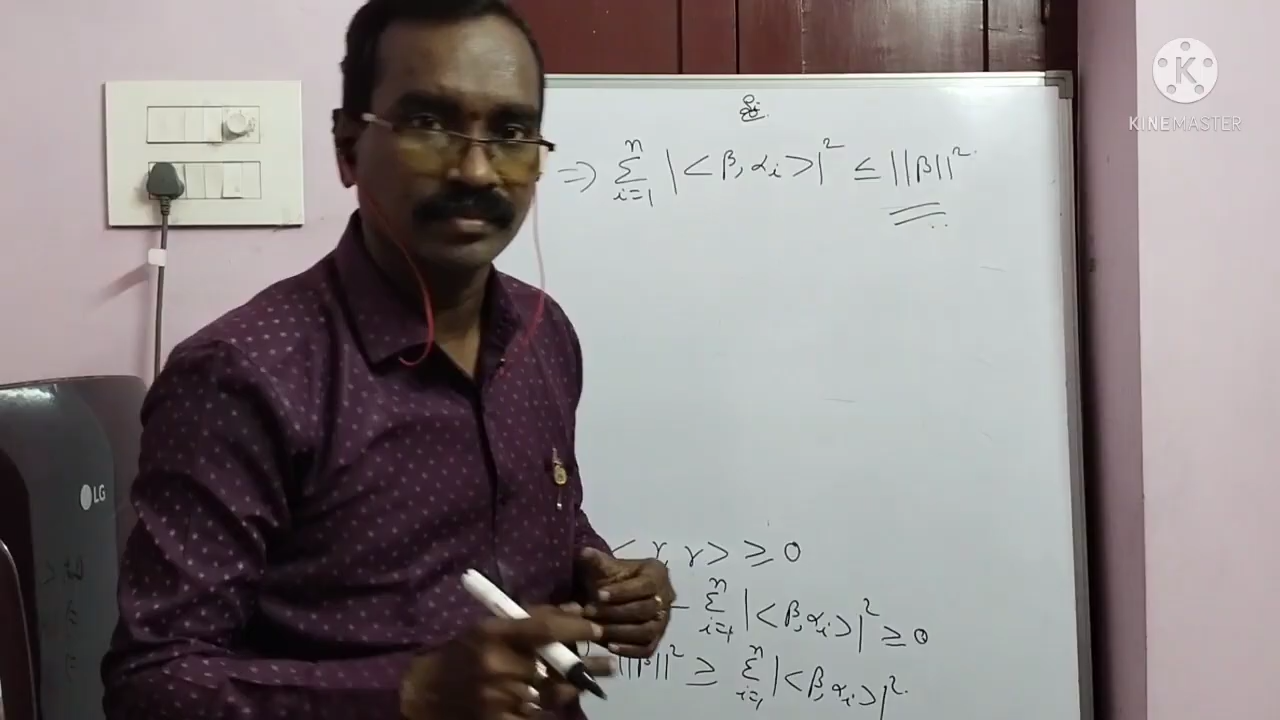 KINEMASTER
⇒ Σ_{i=1}^{n} |<β, α_i>|² ≤ ||β||²
LG
< γ, γ> ≥ 0
- Σ_{i=1}^{n} |<β, α_i>|² ≥ 0
||β||² ≥ Σ_{i=1}^{n} |<β, α_i>|²